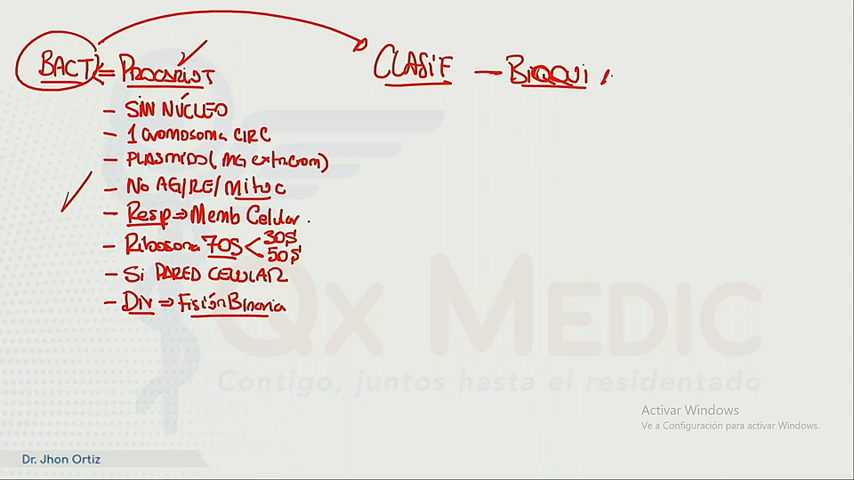 BACT = PROCARIOT
- SIN NÚCLEO
- 1 CROMOSOMA CIRC
- PLASMIDOS (MG extracrom)
- No AG/RE/Mitoc
- Resp => Memb Celular.
- Ribosoma 70S < 30S
50S
- Si PARED CELULAR
- Div => Fisión Binaria
CLASIF - BIOQUI
Qx MEDIC
Contigo, juntos hasta el residentado
Activar Windows
Ve a Configuración para activar Windows.
Dr. Jhon Ortiz